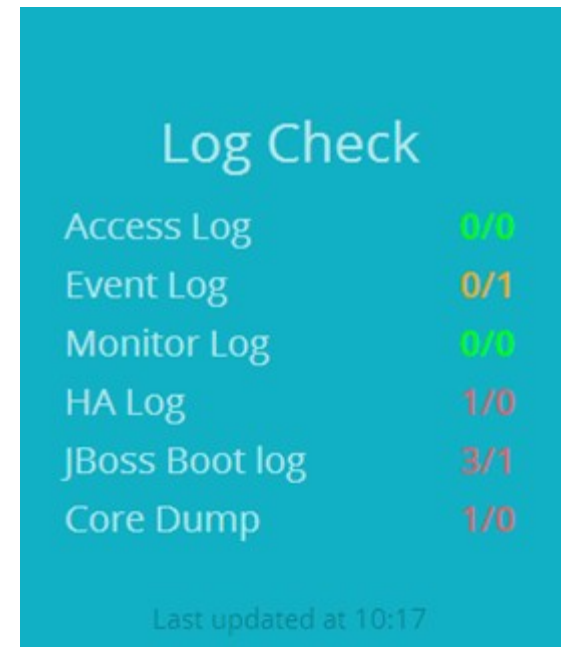 Log Check
Access Log 0/0
Event Log 0/1
Monitor Log 0/0
HA Log 1/0
JBoss Boot log 3/1
Core Dump 1/0
Last updated at 10:17